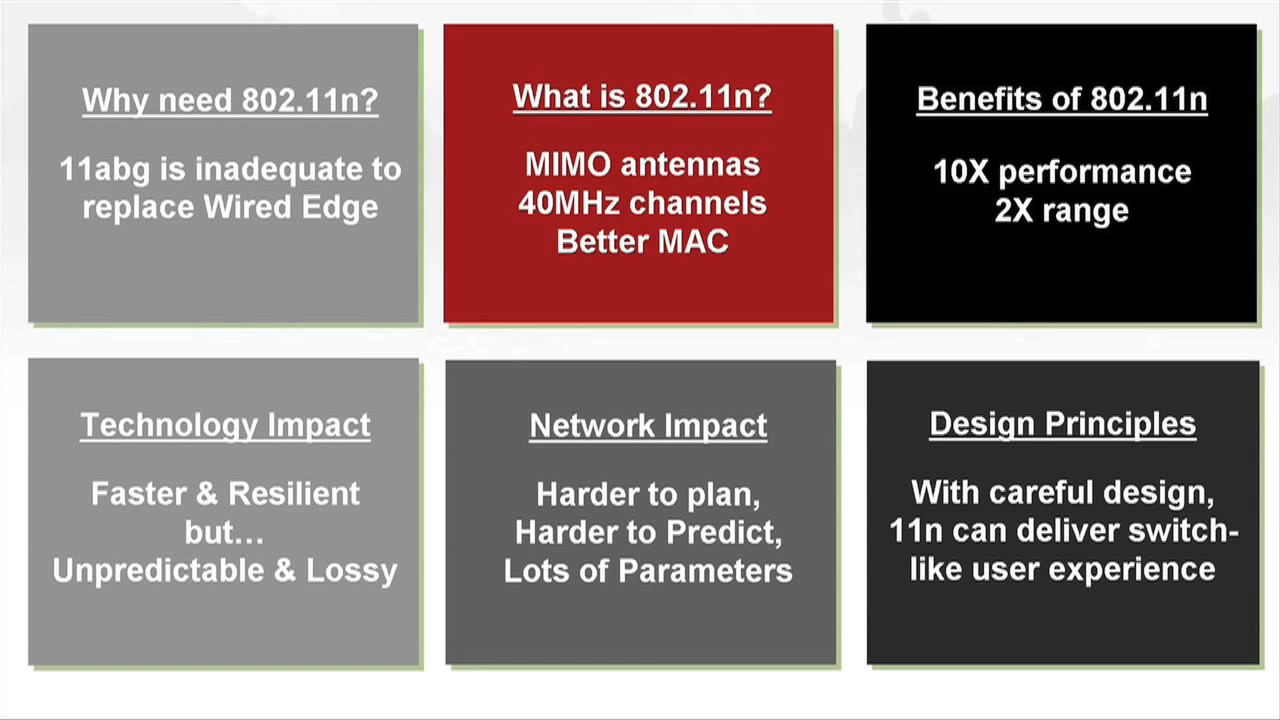 Why need 802.11n?
11abg is inadequate to
replace Wired Edge
What is 802.11n?
MIMO antennas
40MHz channels
Better MAC
Benefits of 802.11n
10X performance
2X range
Technology Impact
Faster & Resilient
but...
Unpredictable & Lossy
Network Impact
Harder to plan,
Harder to Predict,
Lots of Parameters
Design Principles
With careful design,
11n can deliver switch-
like user experience